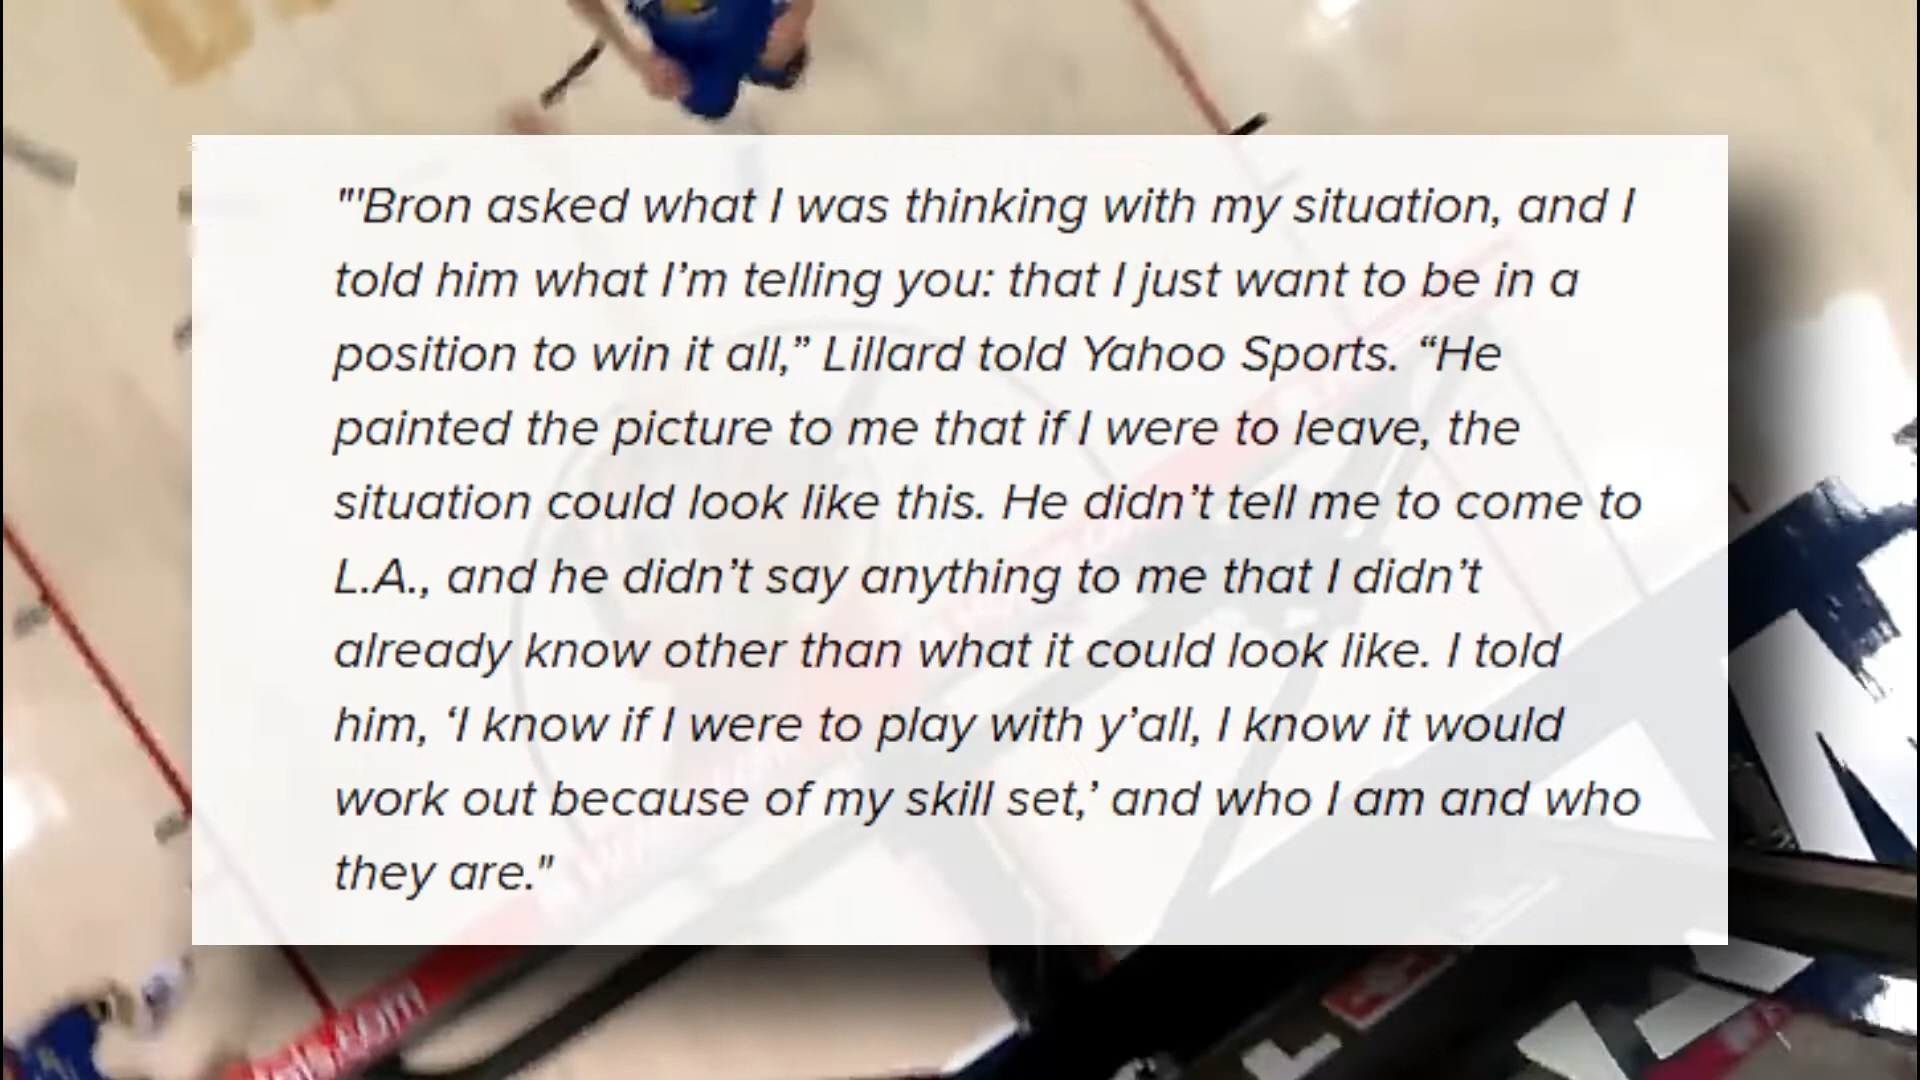 "'Bron asked what I was thinking with my situation, and I
told him what I’m telling you: that I just want to be in a
position to win it all,” Lillard told Yahoo Sports. “He
painted the picture to me that if I were to leave, the
situation could look like this. He didn’t tell me to come to
L.A., and he didn’t say anything to me that I didn’t
already know other than what it could look like. I told
him, ‘I know if I were to play with y’all, I know it would
work out because of my skill set,’ and who I am and who
they are."